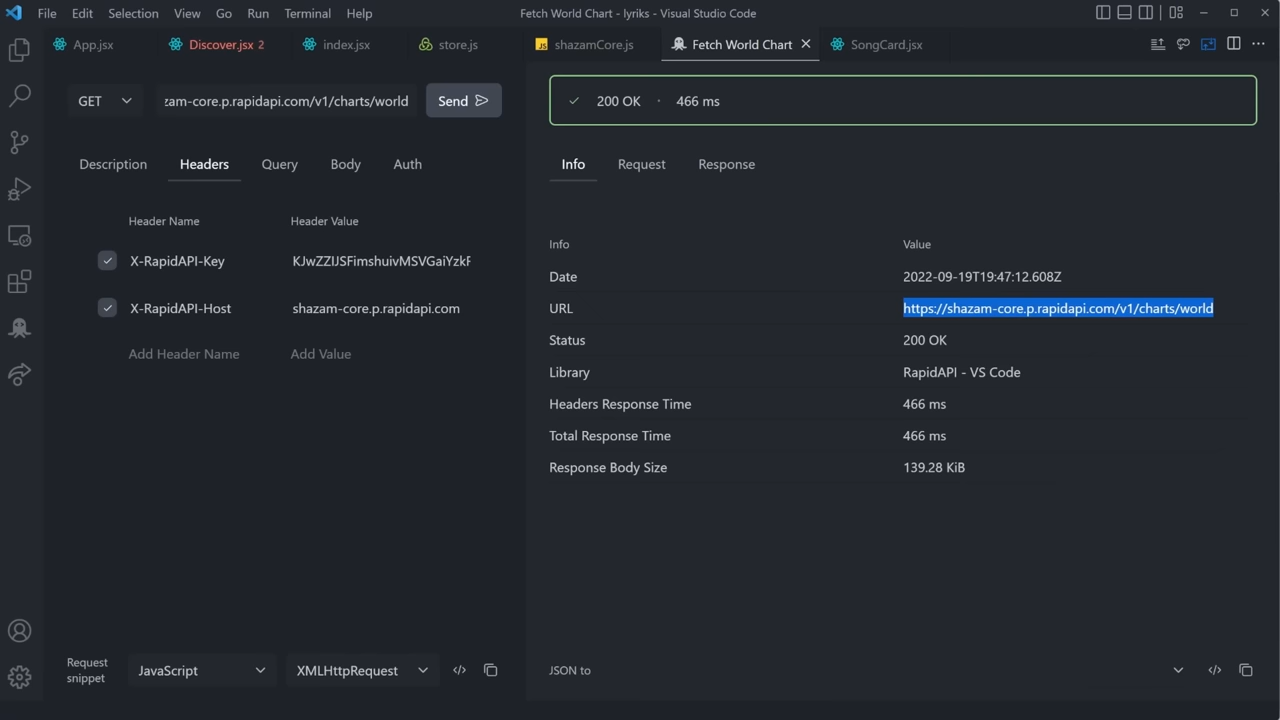 File Edit Selection View Go Run Terminal Help
Fetch World Chart - lyriks - Visual Studio Code
App.jsx
Discover.jsx 2
index.jsx
store.js
JS shazamCore.js
Fetch World Chart
SongCard.jsx
GET
zam-core.p.rapidapi.com/v1/charts/world
Send
200 OK · 466 ms
Description Headers Query Body Auth
Info Request Response
Header Name Header Value
X-RapidAPI-Key
X-RapidAPI-Host shazam-core.p.rapidapi.com
Add Header Name Add Value
Info Value
Date 2022-09-19T19:47:12.608Z
URL https://shazam-core.p.rapidapi.com/v1/charts/world
Status 200 OK
Library RapidAPI - VS Code
Headers Response Time 466 ms
Total Response Time 466 ms
Response Body Size 139.28 KiB
Request
snippet
JavaScript
XMLHttpRequest
JSON to